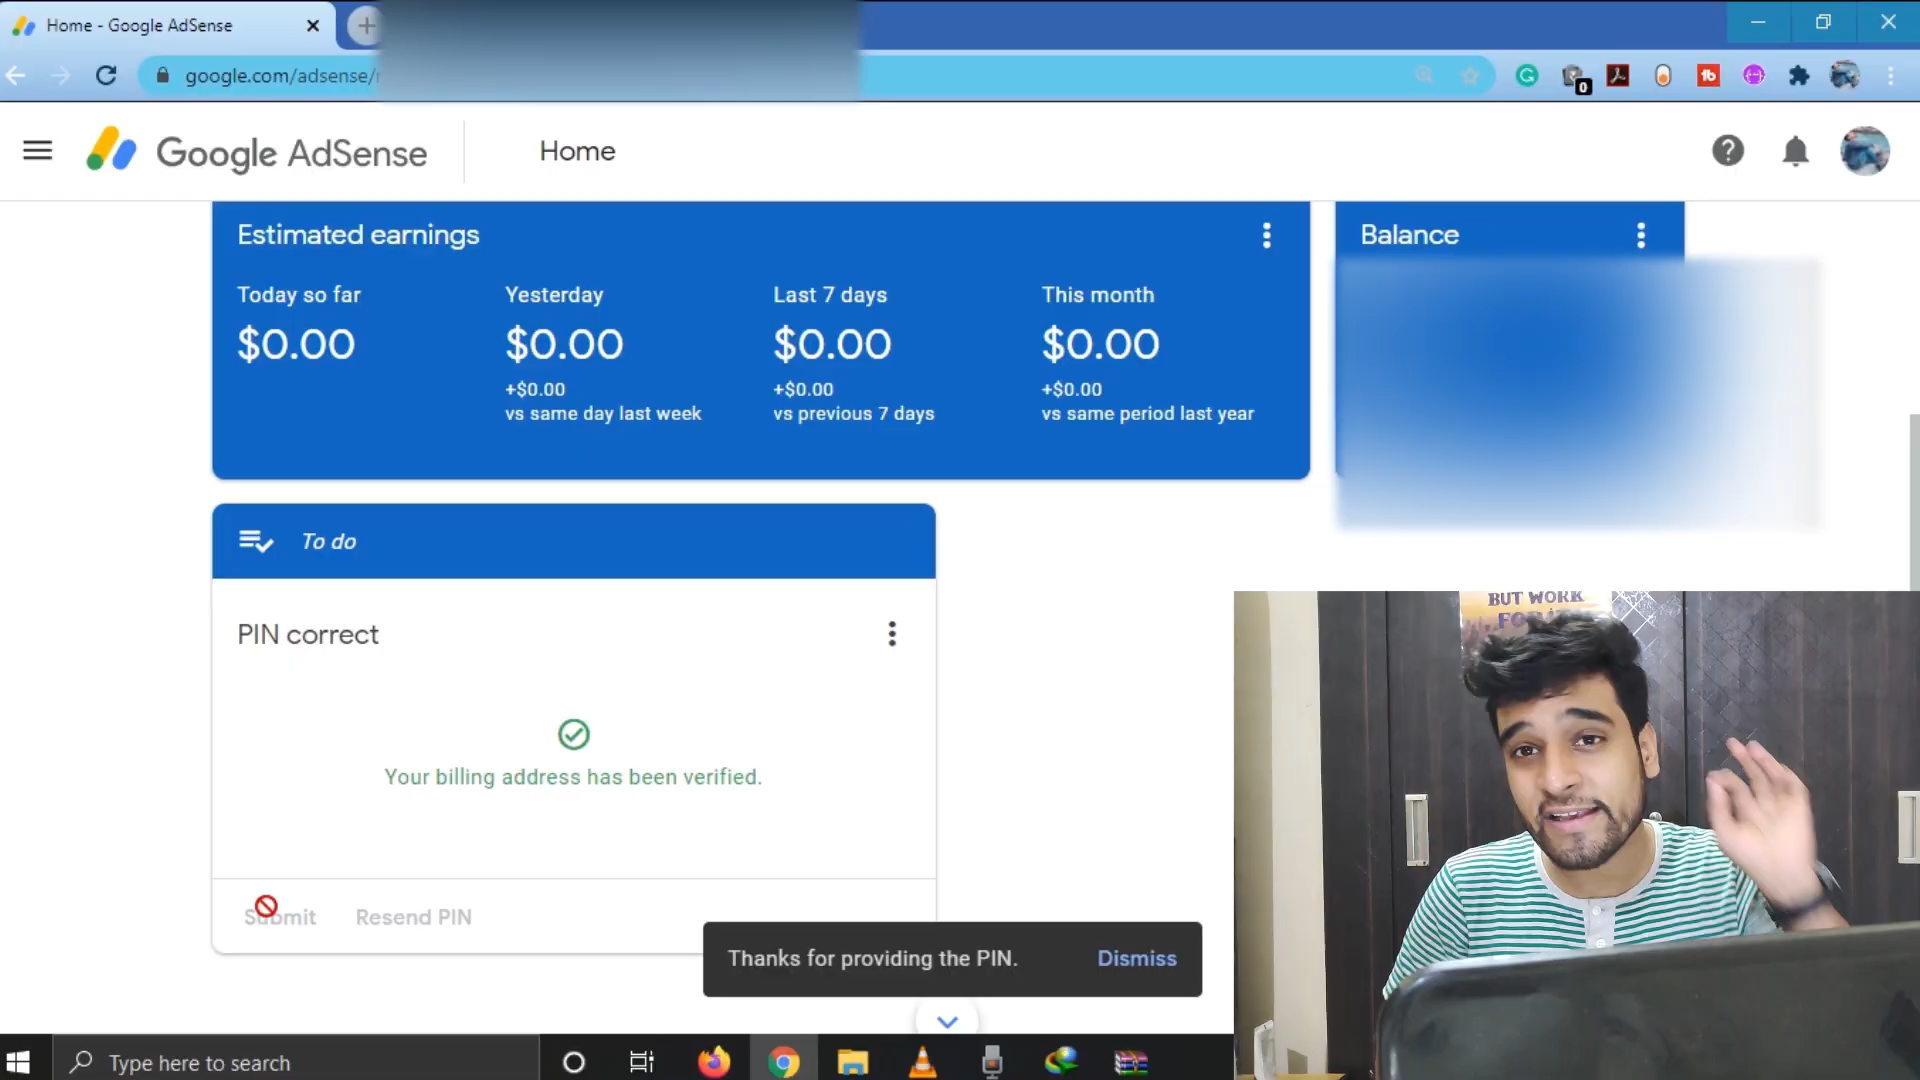 Home - Google AdSense
google.com/adsense/
0
Google AdSense
Home
Estimated earnings
Balance
Today so far
Yesterday
Last 7 days
This month
$0.00
$0.00
$0.00
$0.00
+$0.00
+$0.00
+$0.00
vs same day last week
vs previous 7 days
vs same period last year
To do
PIN correct
Your billing address has been verified.
Submit
Resend PIN
Thanks for providing the PIN.
Dismiss
BUT WORK
Type here to search